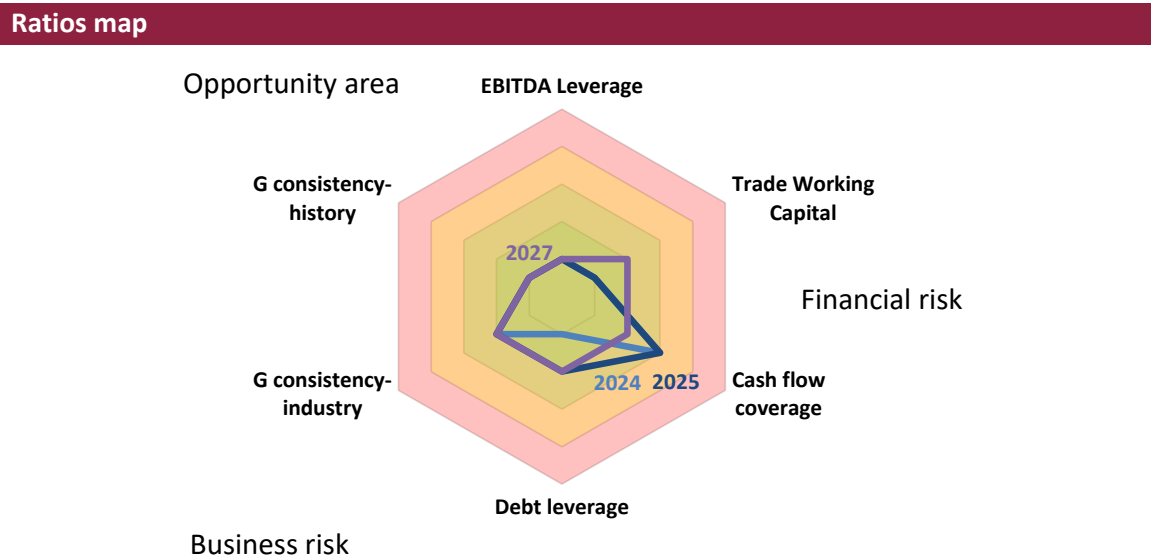 Ratios map
Opportunity area
EBITDA Leverage
G consistency-
history
Trade Working
Capital
2027
Financial risk
G consistency-
industry
2024
2025
Cash flow
coverage
Debt leverage
Business risk